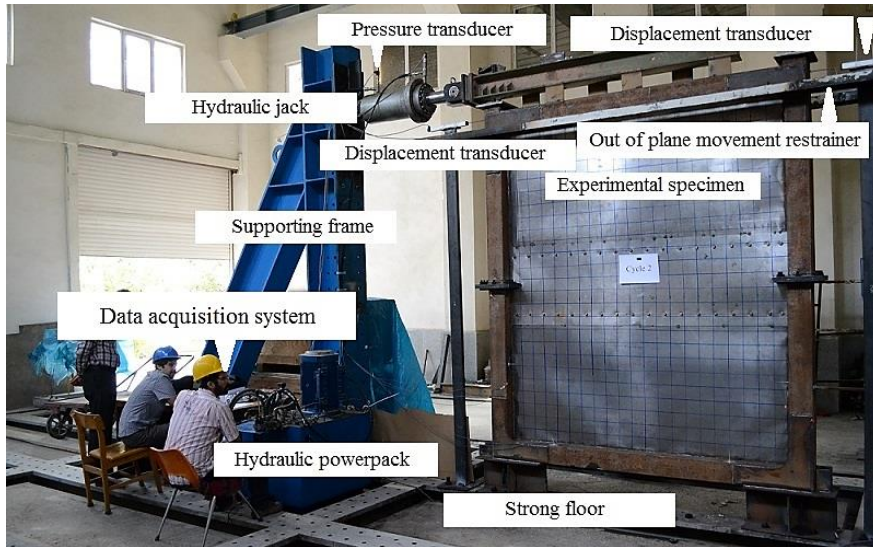 Pressure transducer
Displacement transducer
Hydraulic jack
Displacement transducer
Out of plane movement restrainer
Experimental specimen
Supporting frame
Cycle 2
Data acquisition system
Hydraulic powerpack
Strong floor